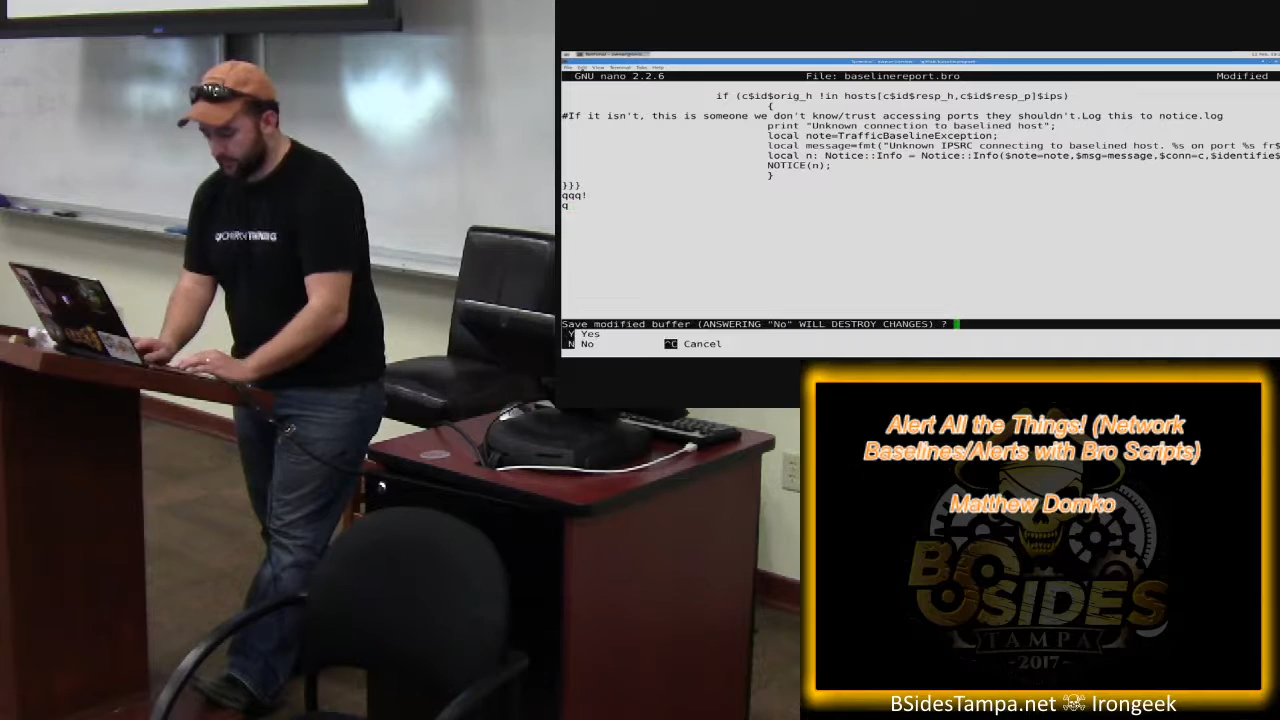 GNU nano 2.2.6 File: baselinereport.bro Modified
if (c$id$orig_h !in hosts[c$id$resp_h,c$id$resp_p]$ips)
{
#If it isn't, this is someone we don't know/trust accessing ports they shouldn't.Log this to notice.log
print "Unknown connection to baselined host";
local note=TrafficBaselineException;
local message=fmt("Unknown IPSRC connecting to baselined host. %s on port %s fr$
local n: Notice::Info = Notice::Info($note=note,$msg=message,$conn=c,$identifie$
NOTICE(n);
}
}}}
qqq!
q
Save modified buffer (ANSWERING "No" WILL DESTROY CHANGES) ?
Y Yes
N No ^C Cancel
Alert All the Things! (Network
Baselines/Alerts with Bro Scripts)
Matthew Domko
BSIDES
TAMPA
-2017-
BSidesTampa.net ☠ Irongeek